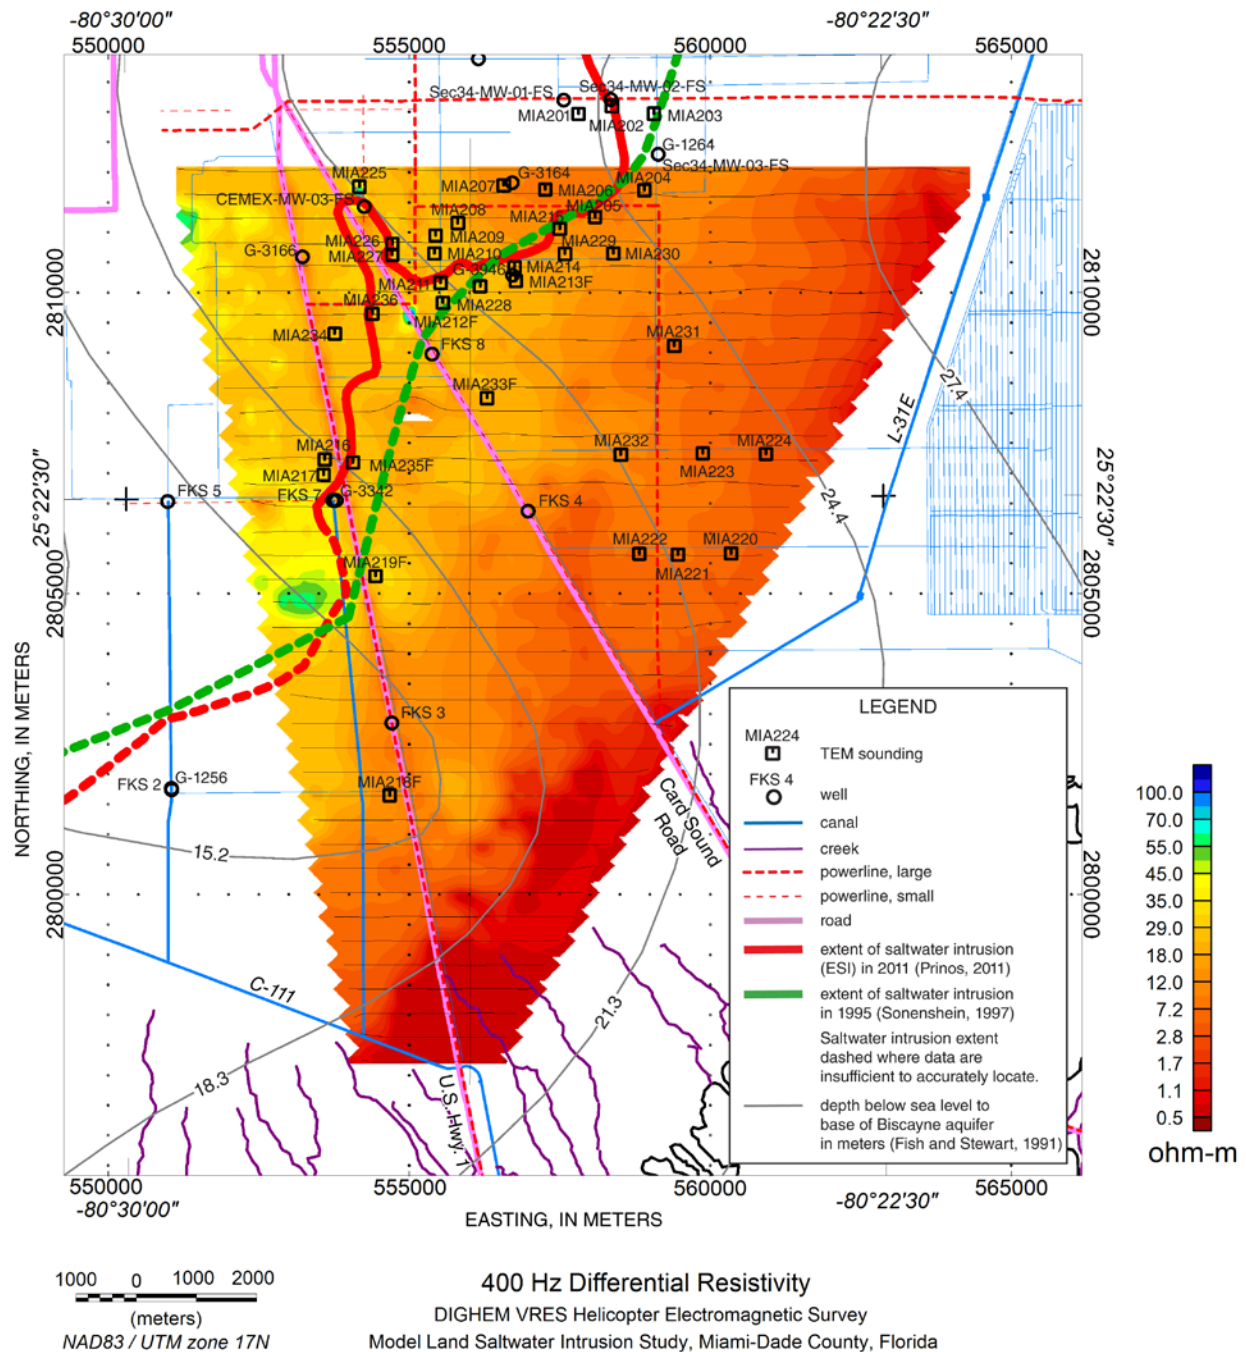 -80°30'00"
-80°22'30"
550000
555000
560000
565000
Sec34-MW-01-FS
Sec34-MW-02-FS
MIA201
MIA202
MIA203
G-1264
Sec34-MW-03-FS
MIA225
G-3164
MIA207
MIA206
MIA204
CEMEX-MW-03-FS
MIA208
MIA215
MIA205
MIA226
MIA209
MIA229
G-3166
MIA227
MIA210
MIA230
G-3946
MIA214
MIA211
MIA213F
MIA236
MIA228
MIA212F
MIA234
MIA231
FKS 8
27.4
MIA233F
L-31E
MIA216
MIA232
MIA224
MIA217
MIA235F
MIA223
FKS 5
FKS 7
G-3342
FKS 4
24.4
MIA222
MIA220
MIA219F
MIA221
FKS 3
FKS 2
G-1256
MIA218F
Card Sound
Road
15.2
C-111
21.3
18.3
U.S. Hwy. 1
2810000
25°22'30"
2805000
2800000
NORTHING, IN METERS
2810000
25°22'30"
2805000
2800000
LEGEND
MIA224
TEM sounding
FKS 4
well
canal
creek
powerline, large
powerline, small
road
extent of saltwater intrusion
(ESI) in 2011 (Prinos, 2011)
extent of saltwater intrusion
in 1995 (Sonenshein, 1997)
Saltwater intrusion extent
dashed where data are
insufficient to accurately locate.
depth below sea level to
base of Biscayne aquifer
in meters (Fish and Stewart, 1991)
100.0
70.0
55.0
45.0
35.0
29.0
18.0
12.0
7.2
2.8
1.7
1.1
0.5
ohm-m
550000
555000
560000
565000
-80°30'00"
-80°22'30"
EASTING, IN METERS
1000 0 1000 2000
(meters)
NAD83 / UTM zone 17N
400 Hz Differential Resistivity
DIGHEM VRES Helicopter Electromagnetic Survey
Model Land Saltwater Intrusion Study, Miami-Dade County, Florida